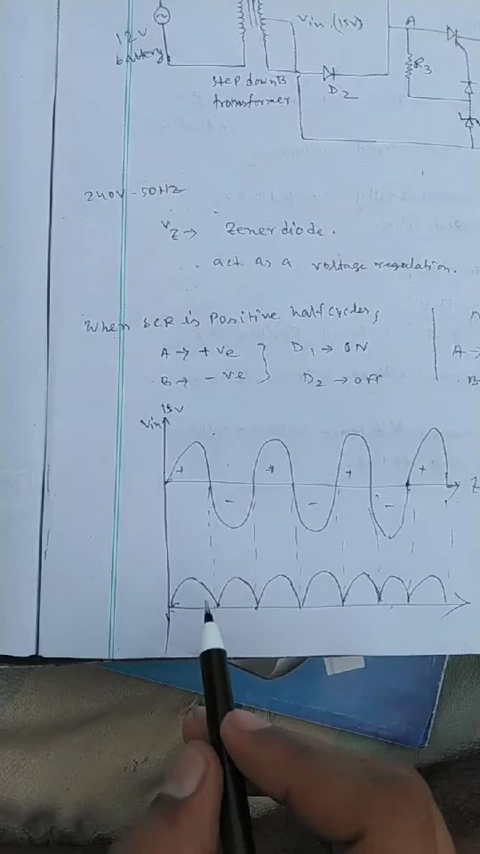 12V
battery
Vin (15V)
A
R3
Step down
transformer
B
D2
240V-50HZ
VZ → Zener diode.
act as a voltage regulation.
When SCR is Positive half cycles,
A → +ve
D1 → ON
B → -ve
D2 → OFF
A →
B
15V
Vin
+ + + +
- - -